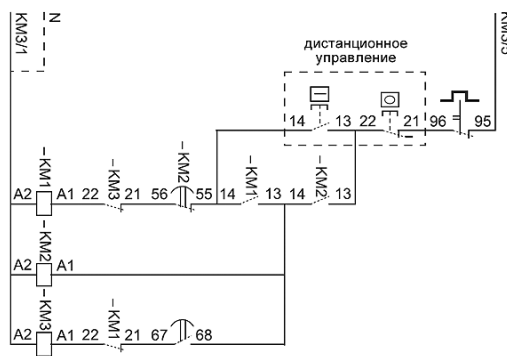 KM3/1
N
KM3/5
дистанционное
управление
14 13 22 21 96 95
-KM1
-KM3
-KM2
-KM1
-KM2
A2 A1 22 21 56 55 14 13 14 13
-KM2
A2 A1
-KM3
-KM1
A2 A1 22 21 67 68